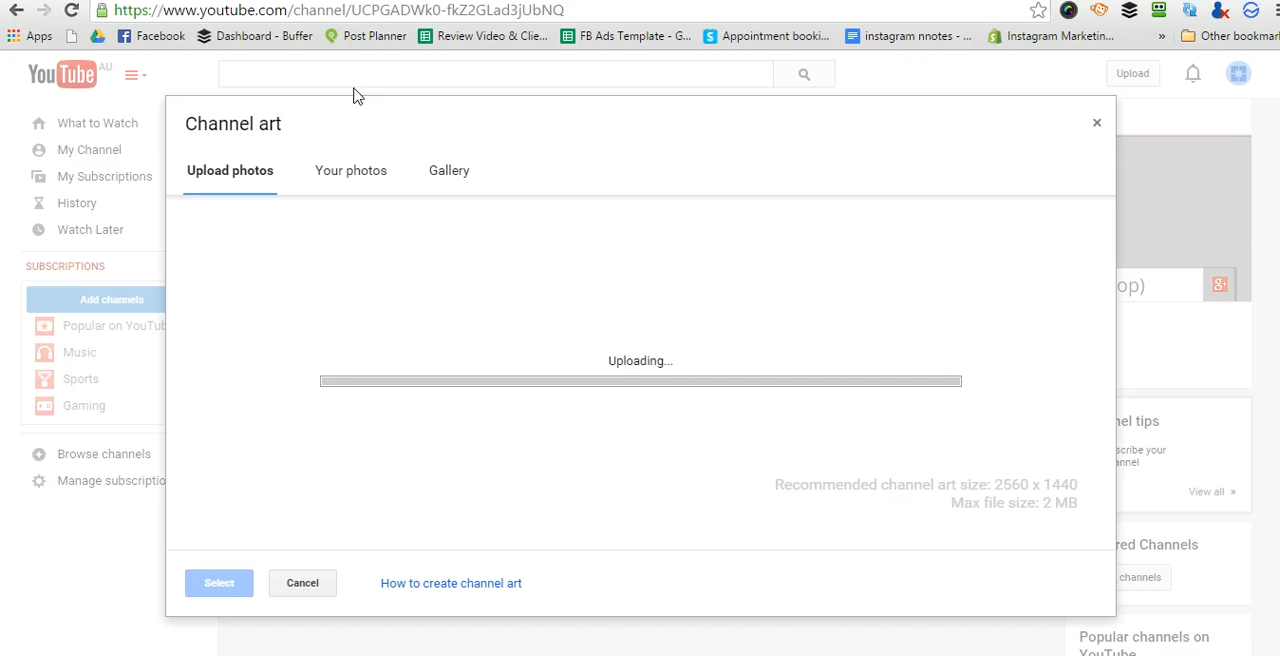 https://www.youtube.com/channel/UCPGADWk0-fkZ2GLad3jUbNQ
Apps Facebook Dashboard - Buffer Post Planner Review Video & Clie... FB Ads Template - G... Appointment booki... instagram nnotes - ... Instagram Marketin... » Other bookmar
YouTube AU
Upload
Channel art
×
What to Watch
My Channel
My Subscriptions
History
Watch Later
SUBSCRIPTIONS
Add channels
Popular on YouTub
Music
Sports
Gaming
Browse channels
Manage subscriptio
Upload photos Your photos Gallery
Uploading...
Recommended channel art size: 2560 x 1440
Max file size: 2 MB
Select Cancel How to create channel art
op)
g+
nel tips
scribe your
annel
View all »
red Channels
channels
Popular channels on
YouTube